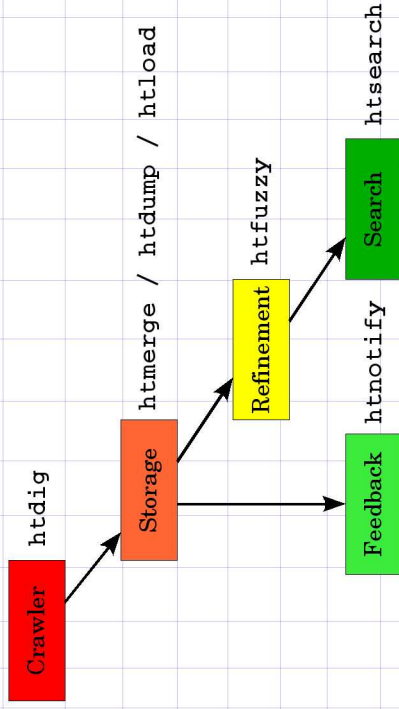 Crawler
htdig
Storage
htmerge / htdump / htload
Refinement
htfuzzy
Feedback
htnotify
Search
htsearch